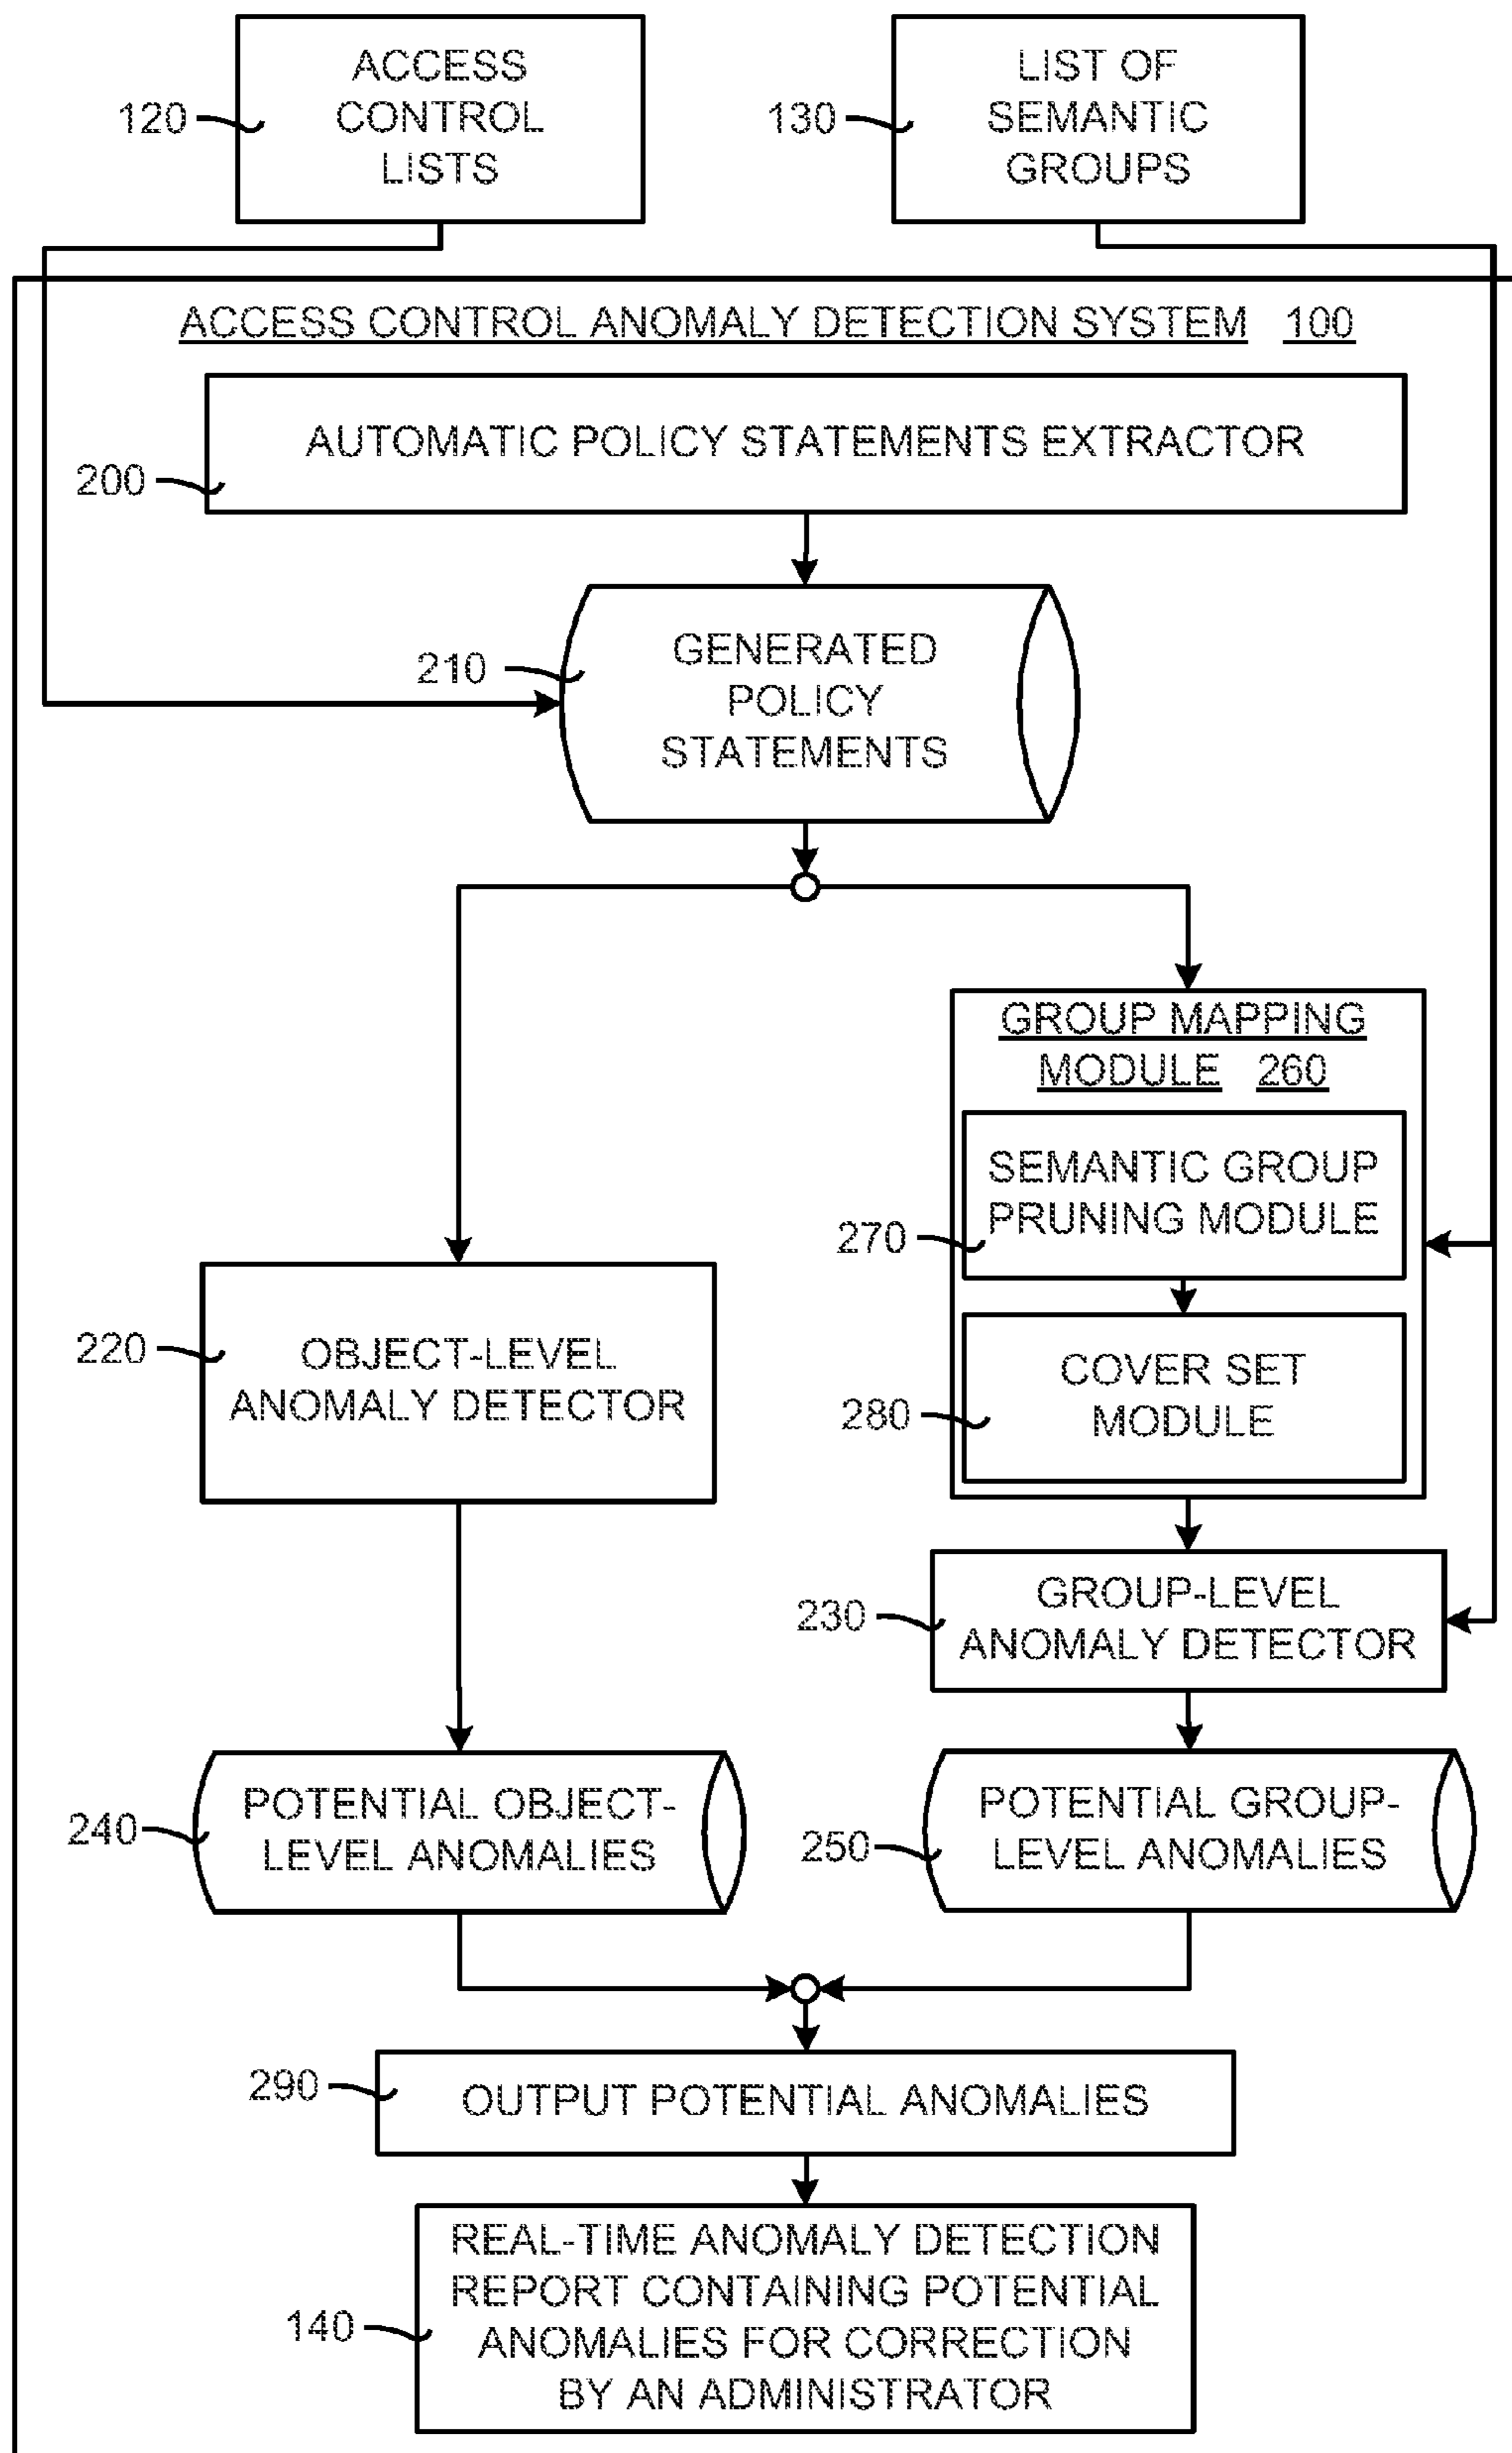 ACCESS
CONTROL
LISTS
120
LIST OF
SEMANTIC
GROUPS
130
ACCESS CONTROL ANOMALY DETECTION SYSTEM 100
AUTOMATIC POLICY STATEMENTS EXTRACTOR
200
GENERATED
POLICY
STATEMENTS
210
GROUP MAPPING
MODULE 260
SEMANTIC GROUP
PRUNING MODULE
270
OBJECT-LEVEL
ANOMALY DETECTOR
220
COVER SET
MODULE
280
GROUP-LEVEL
ANOMALY DETECTOR
230
POTENTIAL OBJECT-
LEVEL ANOMALIES
240
POTENTIAL GROUP-
LEVEL ANOMALIES
250
290
OUTPUT POTENTIAL ANOMALIES
REAL-TIME ANOMALY DETECTION
REPORT CONTAINING POTENTIAL
ANOMALIES FOR CORRECTION
BY AN ADMINISTRATOR
140